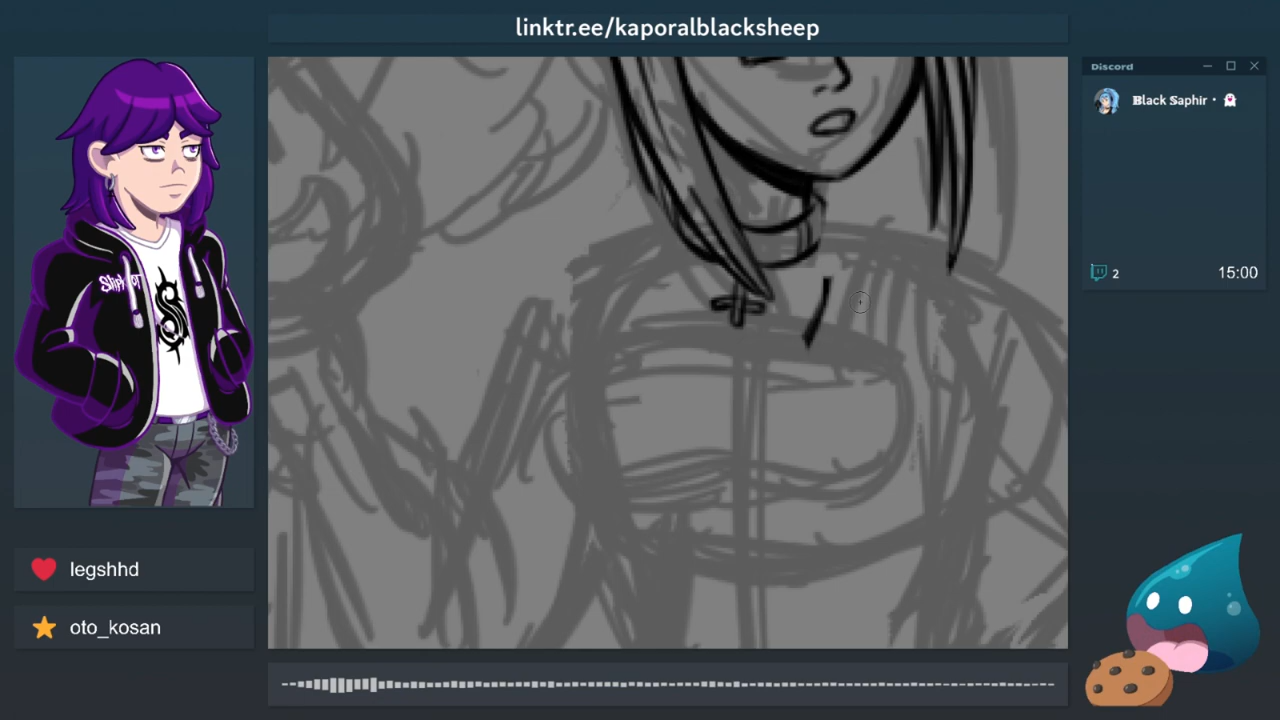 linktr.ee/kaporalblacksheep
Discord
Black Saphir •
2
15:00
legshhd
oto_kosan